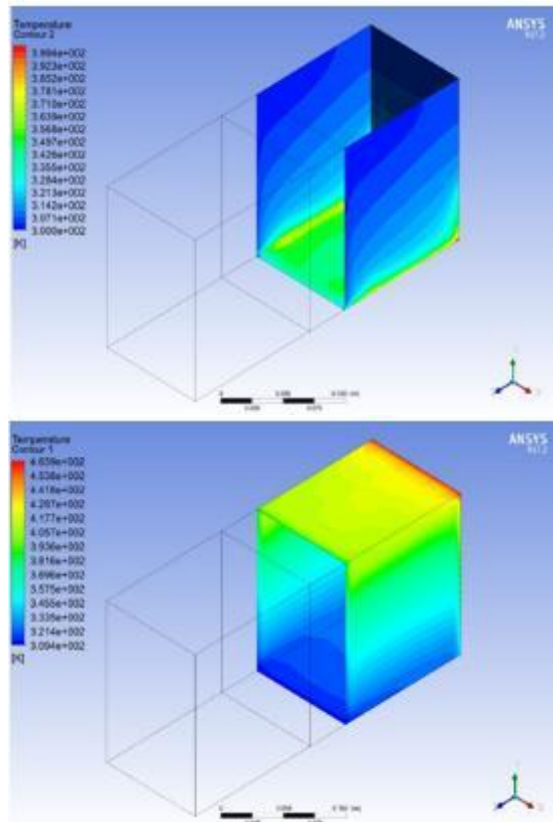 Temperature
Contour 2
ANSYS
3.994e+002
3.923e+002
3.852e+002
3.781e+002
3.710e+002
3.639e+002
3.568e+002
3.497e+002
3.426e+002
3.355e+002
3.284e+002
3.213e+002
3.142e+002
3.071e+002
3.000e+002
[K]
0
Temperature
Contour 1
ANSYS
4.538e+002
4.418e+002
4.297e+002
4.177e+002
4.057e+002
3.936e+002
3.816e+002
3.696e+002
3.575e+002
3.455e+002
3.335e+002
3.214e+002
3.094e+002
[K]
0